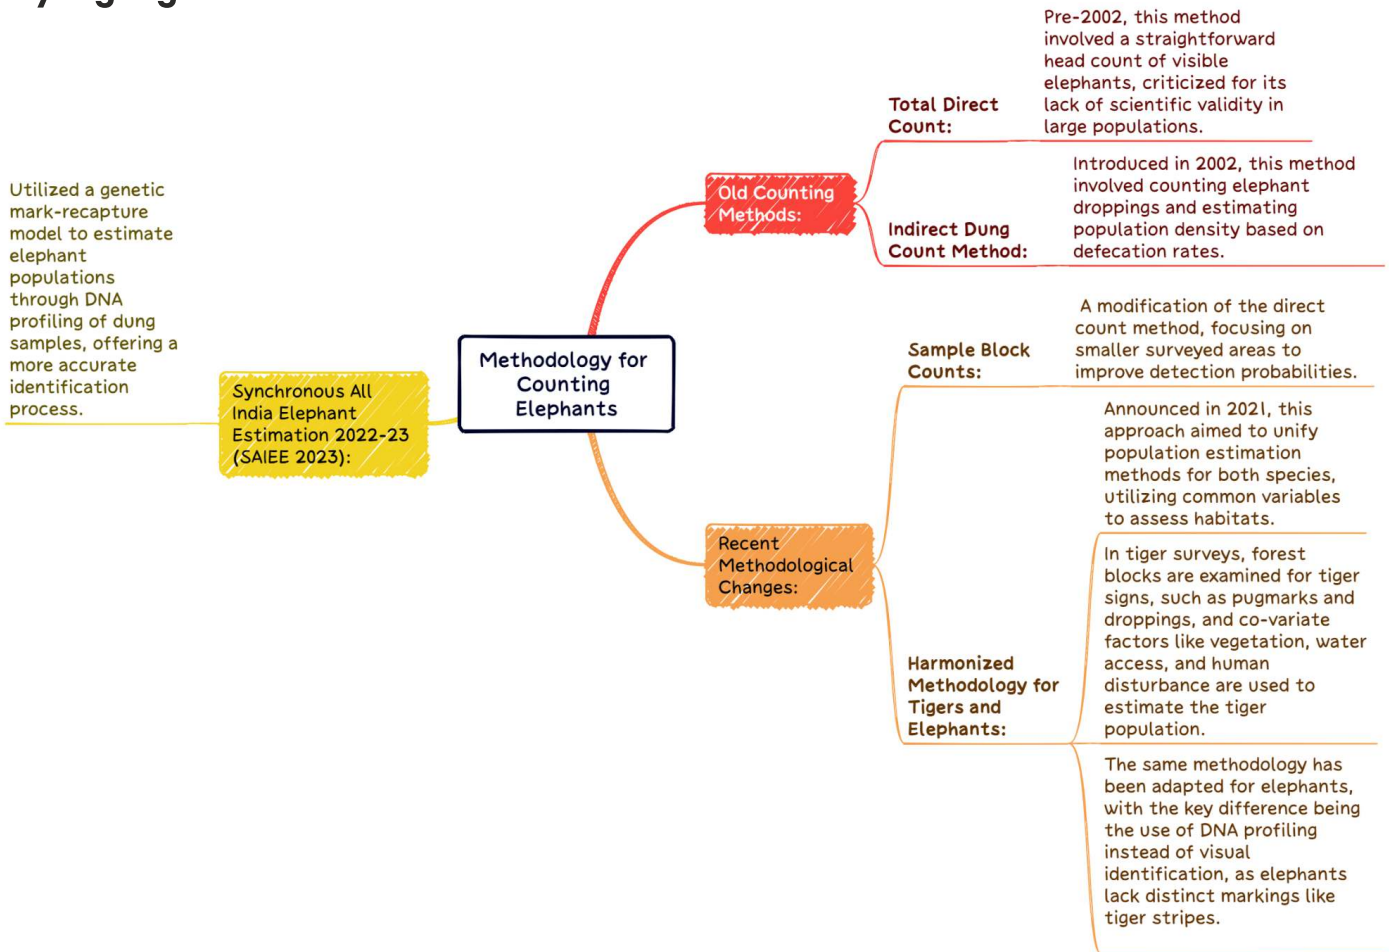 Methodology for
Counting
Elephants
Old Counting
Methods:
Total Direct
Count:
Pre-2002, this method
involved a straightforward
head count of visible
elephants, criticized for its
lack of scientific validity in
large populations.
Indirect Dung
Count Method:
Introduced in 2002, this method
involved counting elephant
droppings and estimating
population density based on
defecation rates.
Recent
Methodological
Changes:
Sample Block
Counts:
A modification of the direct
count method, focusing on
smaller surveyed areas to
improve detection probabilities.
Harmonized
Methodology for
Tigers and
Elephants:
Announced in 2021, this
approach aimed to unify
population estimation
methods for both species,
utilizing common variables
to assess habitats.
In tiger surveys, forest
blocks are examined for tiger
signs, such as pugmarks and
droppings, and co-variate
factors like vegetation, water
access, and human
disturbance are used to
estimate the tiger
population.
The same methodology has
been adapted for elephants,
with the key difference being
the use of DNA profiling
instead of visual
identification, as elephants
lack distinct markings like
tiger stripes.
Synchronous All
India Elephant
Estimation 2022-23
(SAIEE 2023):
Utilized a genetic
mark-recapture
model to estimate
elephant
populations
through DNA
profiling of dung
samples, offering a
more accurate
identification
process.